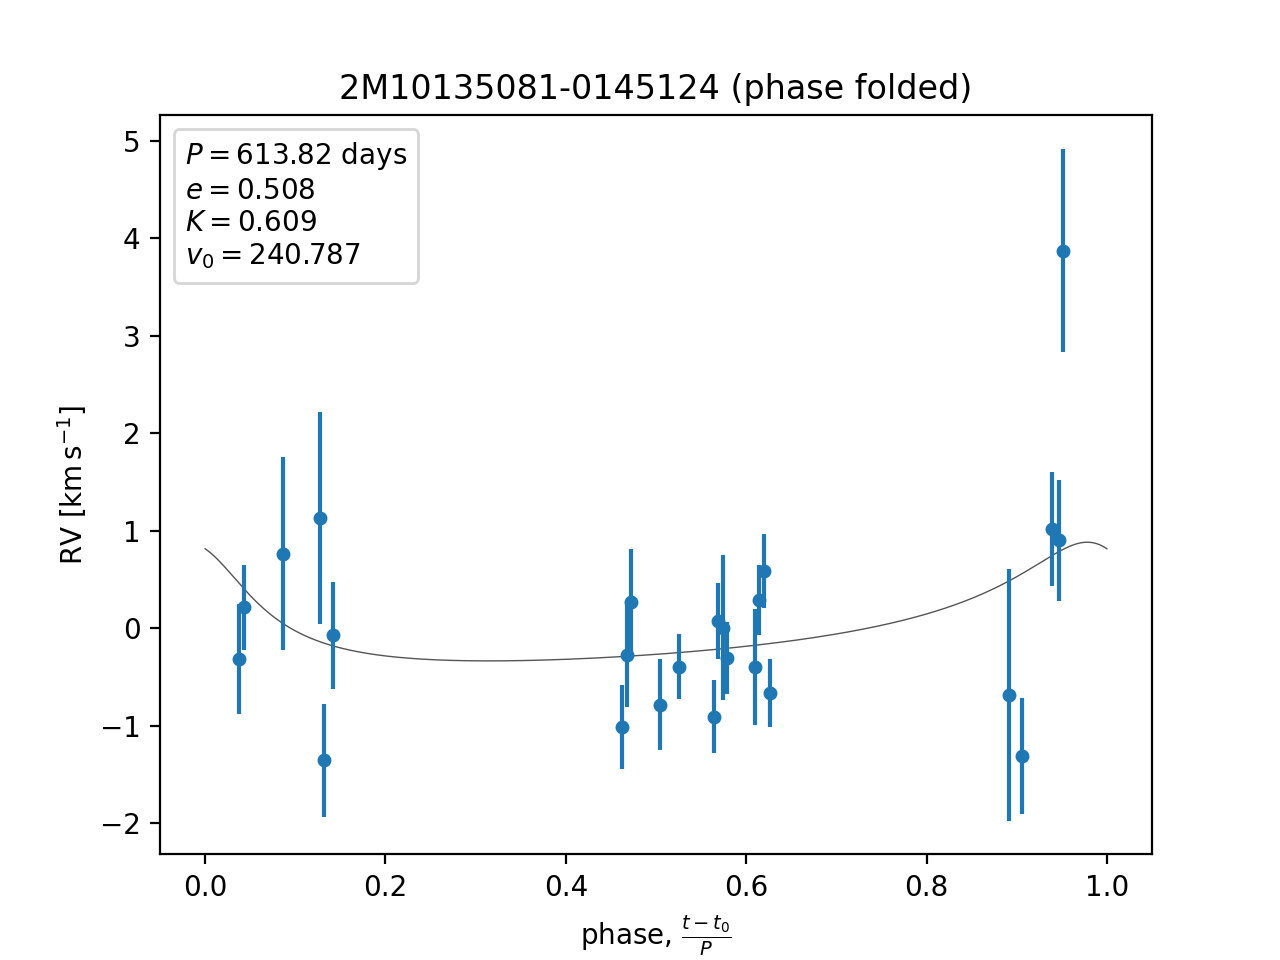 2M10135081-0145124 (phase folded)
P = 613.82 days
e = 0.508
K = 0.609
v₀ = 240.787
RV [km s⁻¹]
5
4
3
2
1
0
−1
−2
0.0 0.2 0.4 0.6 0.8 1.0
phase, (t − t₀)/P